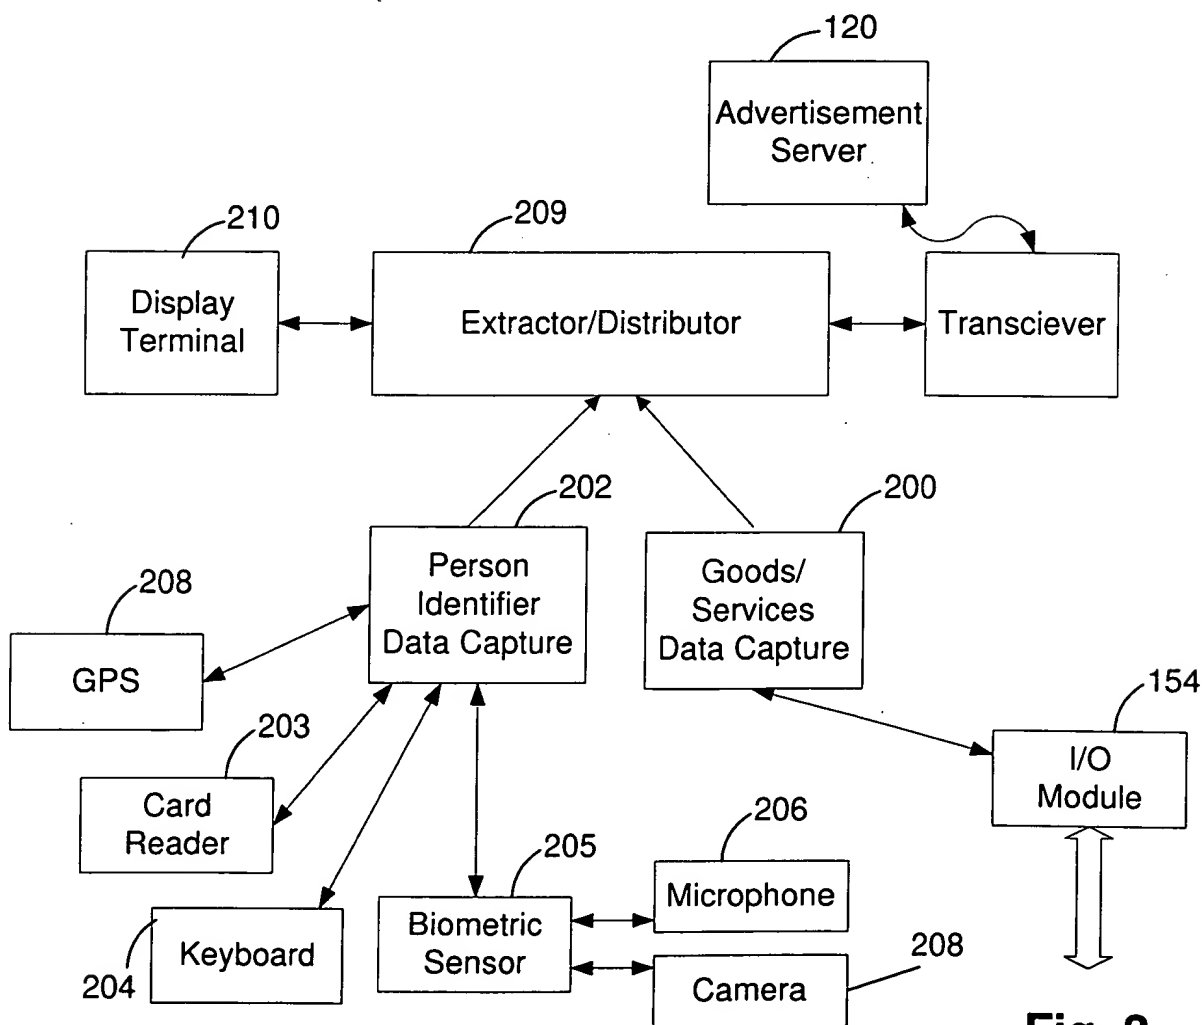 120
Advertisement
Server
210
209
Display
Terminal
Extractor/Distributor
Transciever
202
200
Person
Identifier
Data Capture
Goods/
Services
Data Capture
208
GPS
154
I/O
Module
203
Card
Reader
206
Microphone
205
Biometric
Sensor
204
Keyboard
208
Camera
Fig.